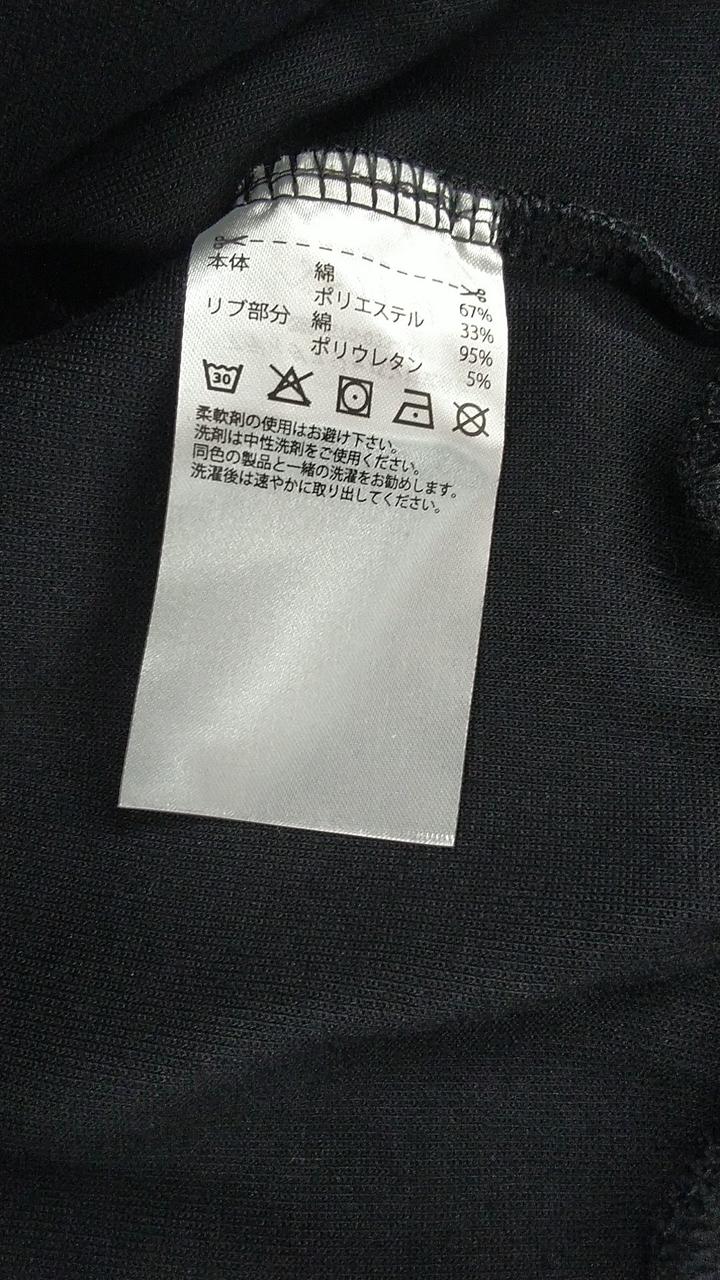 本体 綿 67%
ポリエステル 33%
リブ部分 綿 95%
ポリウレタン 5%
30
柔軟剤の使用はお避け下さい。
洗剤は中性洗剤をご使用ください。
同色の製品と一緒の洗濯をお勧めします。
洗濯後は速やかに取り出してください。